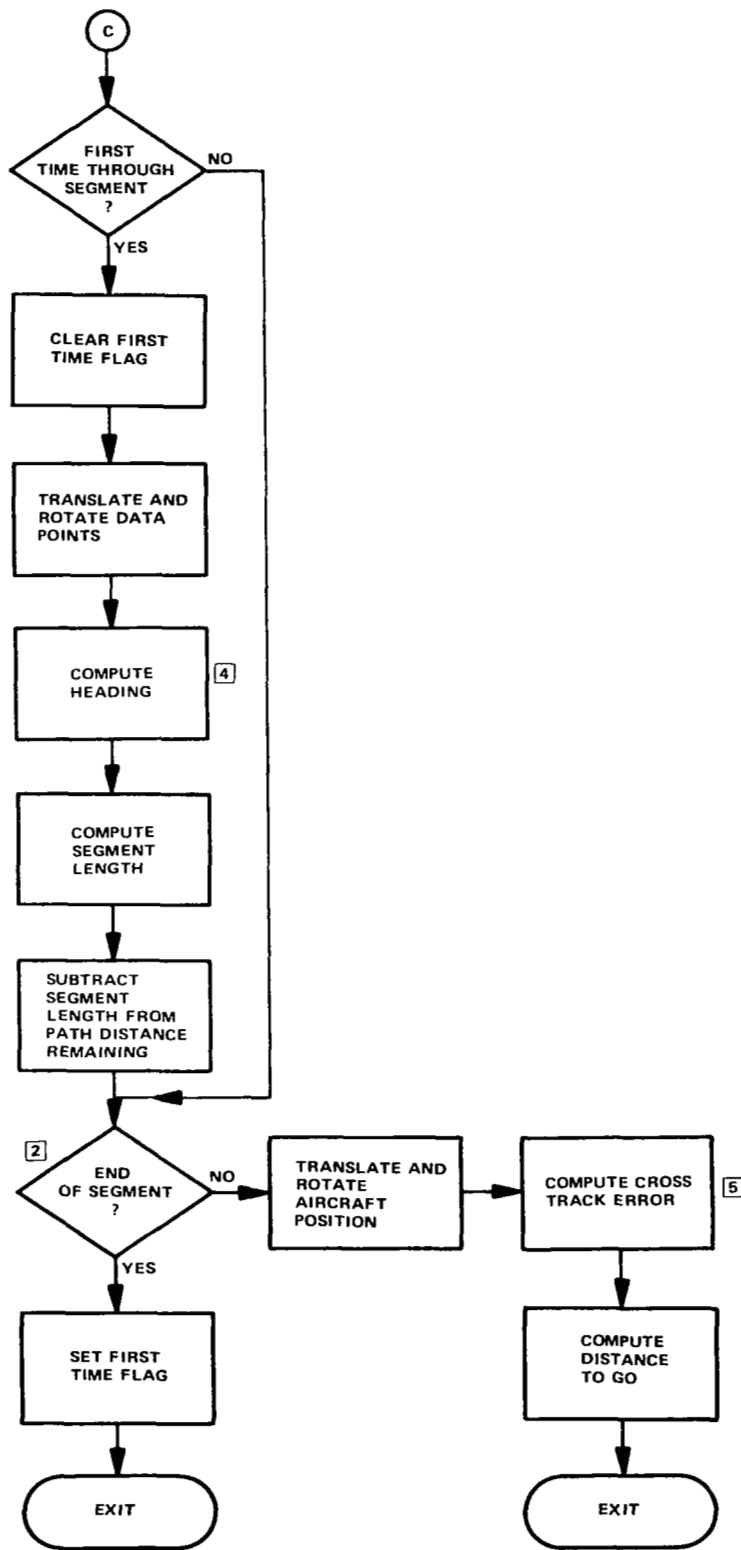 C
FIRST
TIME THROUGH
SEGMENT
?
NO
YES
CLEAR FIRST
TIME FLAG
TRANSLATE AND
ROTATE DATA
POINTS
COMPUTE
HEADING
4
COMPUTE
SEGMENT
LENGTH
SUBTRACT
SEGMENT
LENGTH FROM
PATH DISTANCE
REMAINING
2
END
OF SEGMENT
?
NO
YES
TRANSLATE AND
ROTATE
AIRCRAFT
POSITION
COMPUTE CROSS
TRACK ERROR
5
SET FIRST
TIME FLAG
COMPUTE
DISTANCE
TO GO
EXIT
EXIT